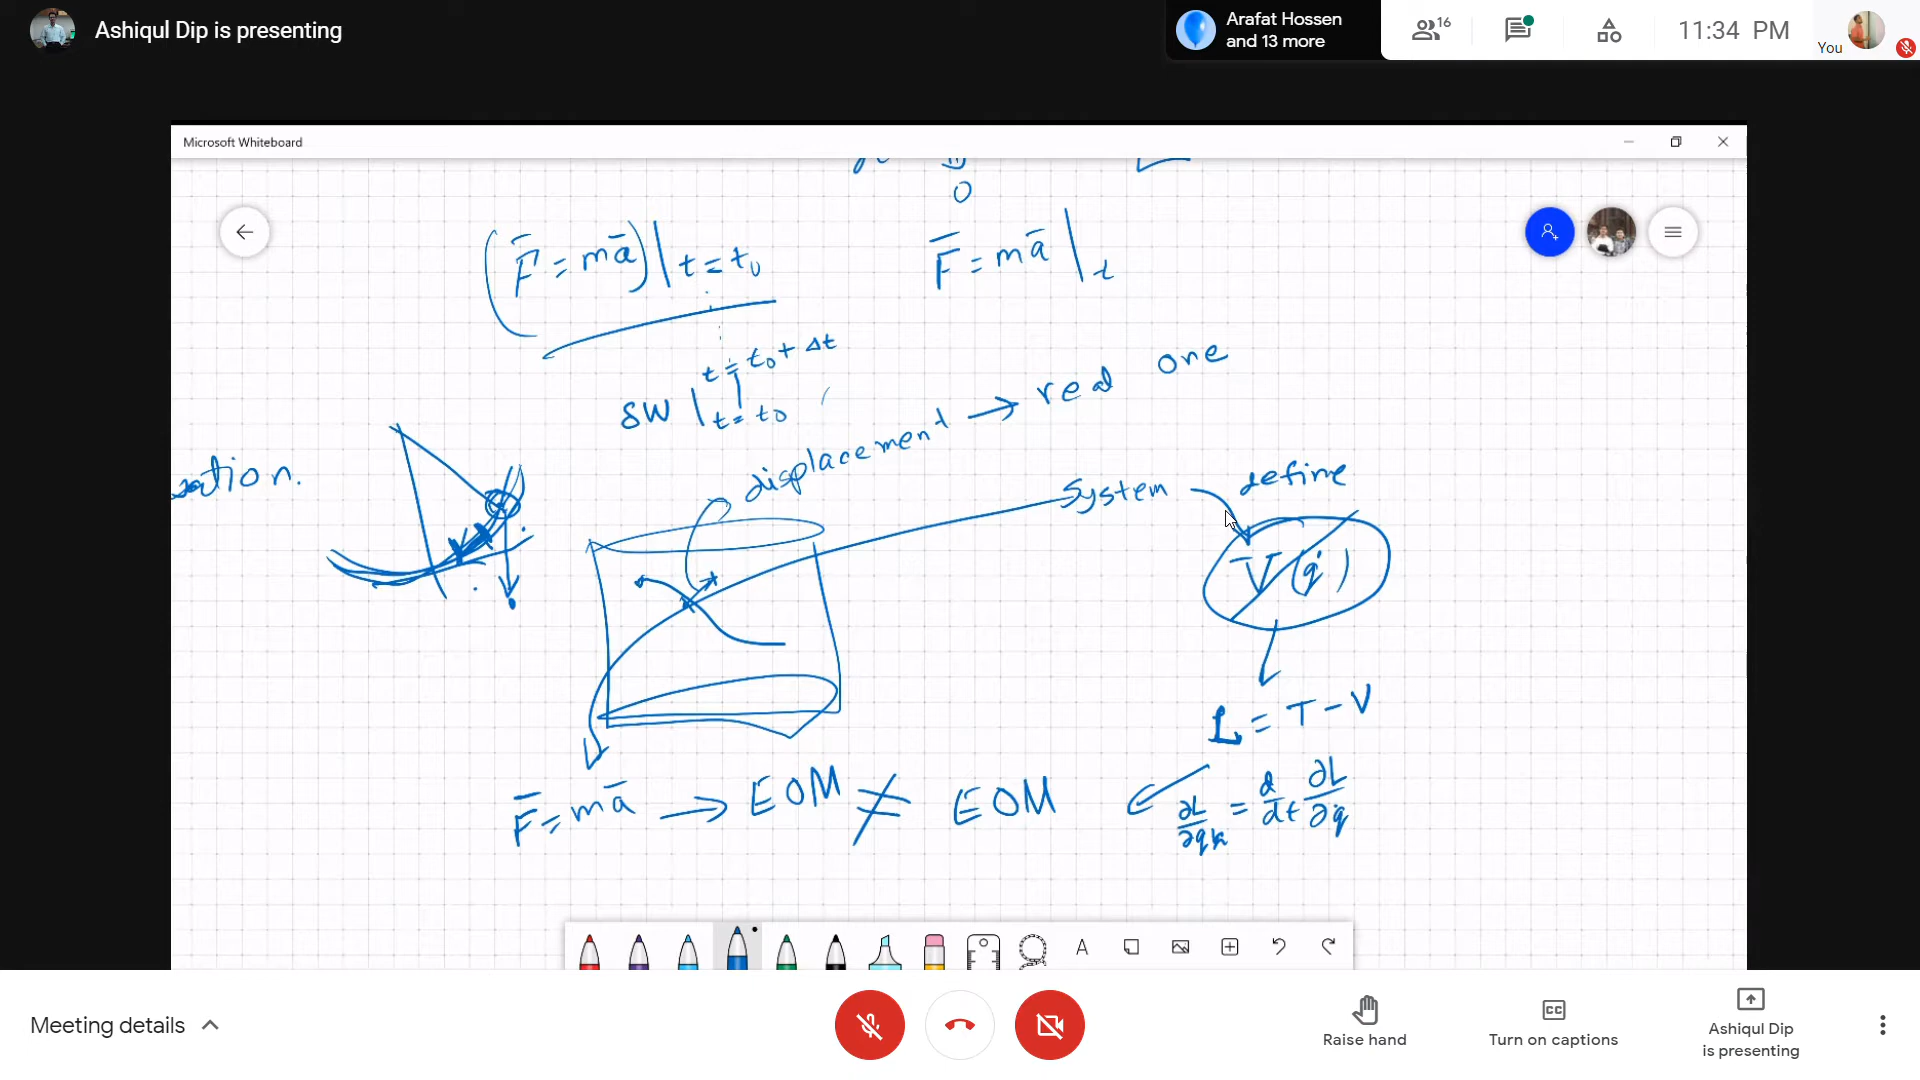 Ashiqul Dip is presenting
Arafat Hossen
and 13 more
16
11:34 PM
You
Microsoft Whiteboard
0
(F̅ = ma̅)|t = t₀
F̅ = ma̅|t
t = t₀ + Δt
δW |t = t₀
displacement → real one
ation.
System
define
V(q̇)
L = T - V
F̅ = ma̅ → EOM ≠ EOM
∂L/∂qk = d/dt ∂L/∂q̇
A
Meeting details
Raise hand
CC
Turn on captions
Ashiqul Dip
is presenting